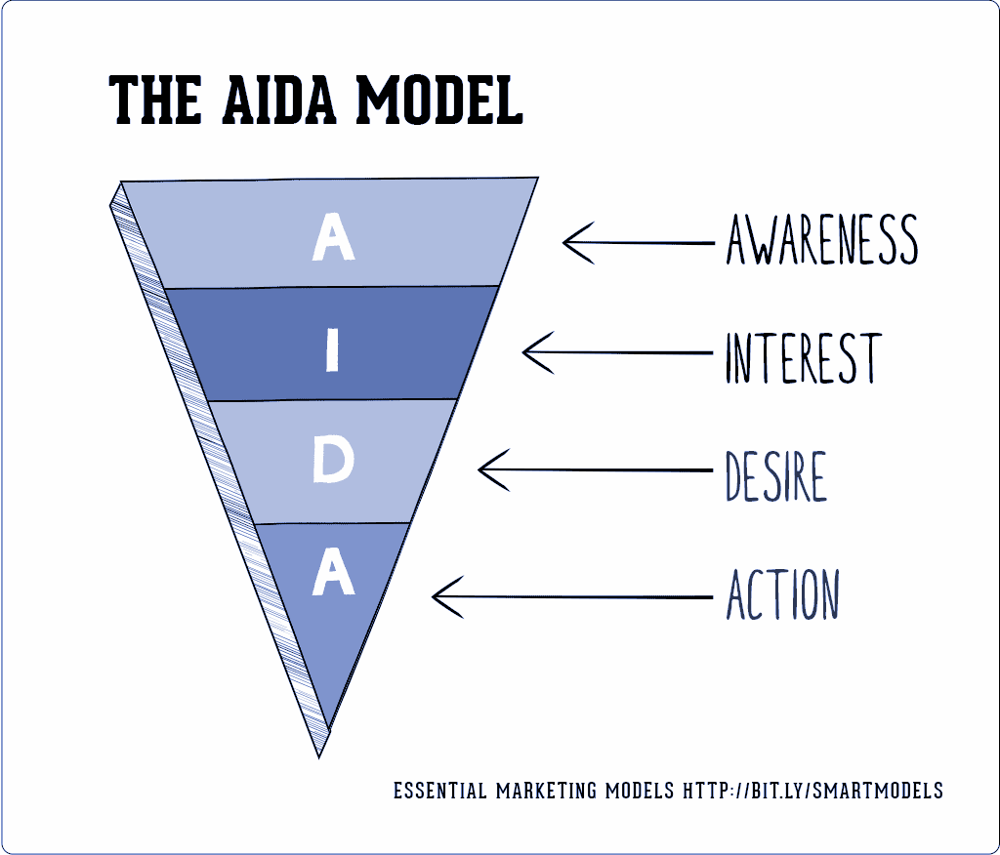 THE AIDA MODEL
A
AWARENESS
I
INTEREST
D
DESIRE
A
ACTION
ESSENTIAL MARKETING MODELS HTTP://BIT.LY/SMARTMODELS